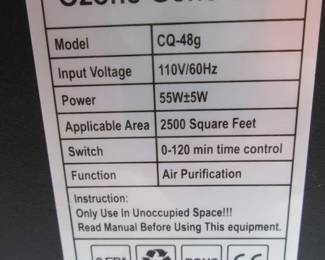 Model CQ-48g
Input Voltage 110V/60Hz
Power 55W±5W
Applicable Area 2500 Square Feet
Switch 0-120 min time control
Function Air Purification
Instruction:
Only Use In Unoccupied Space!!!
Read Manual Before Using This equipment.